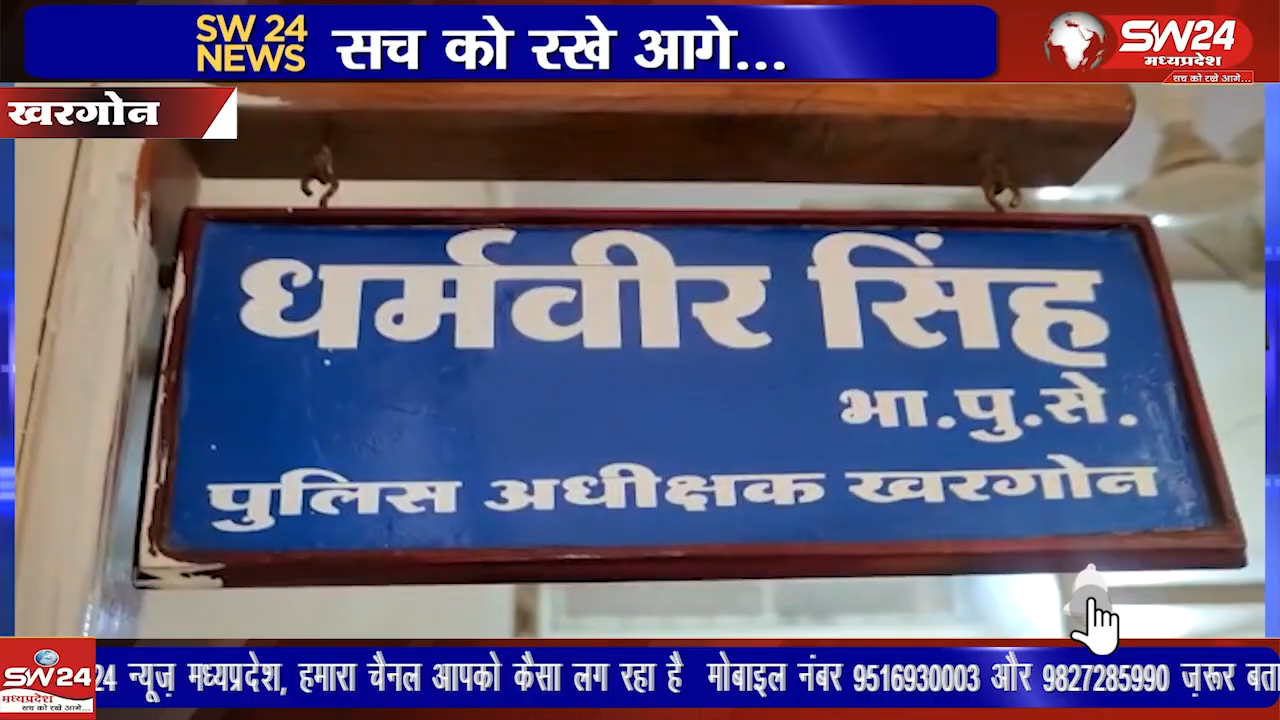 SW 24
NEWS
सच को रखे आगे...
SW24
मध्यप्रदेश
सच को रखे आगे...
खरगोन
धर्मवीर सिंह
भा.पु.से.
पुलिस अधीक्षक खरगोन
SW24
मध्यप्रदेश
सच को रखे आगे...
24 न्यूज़ मध्यप्रदेश, हमारा चैनल आपको कैसा लग रहा है मोबाइल नंबर 9516930003 और 9827285990 ज़रूर बता